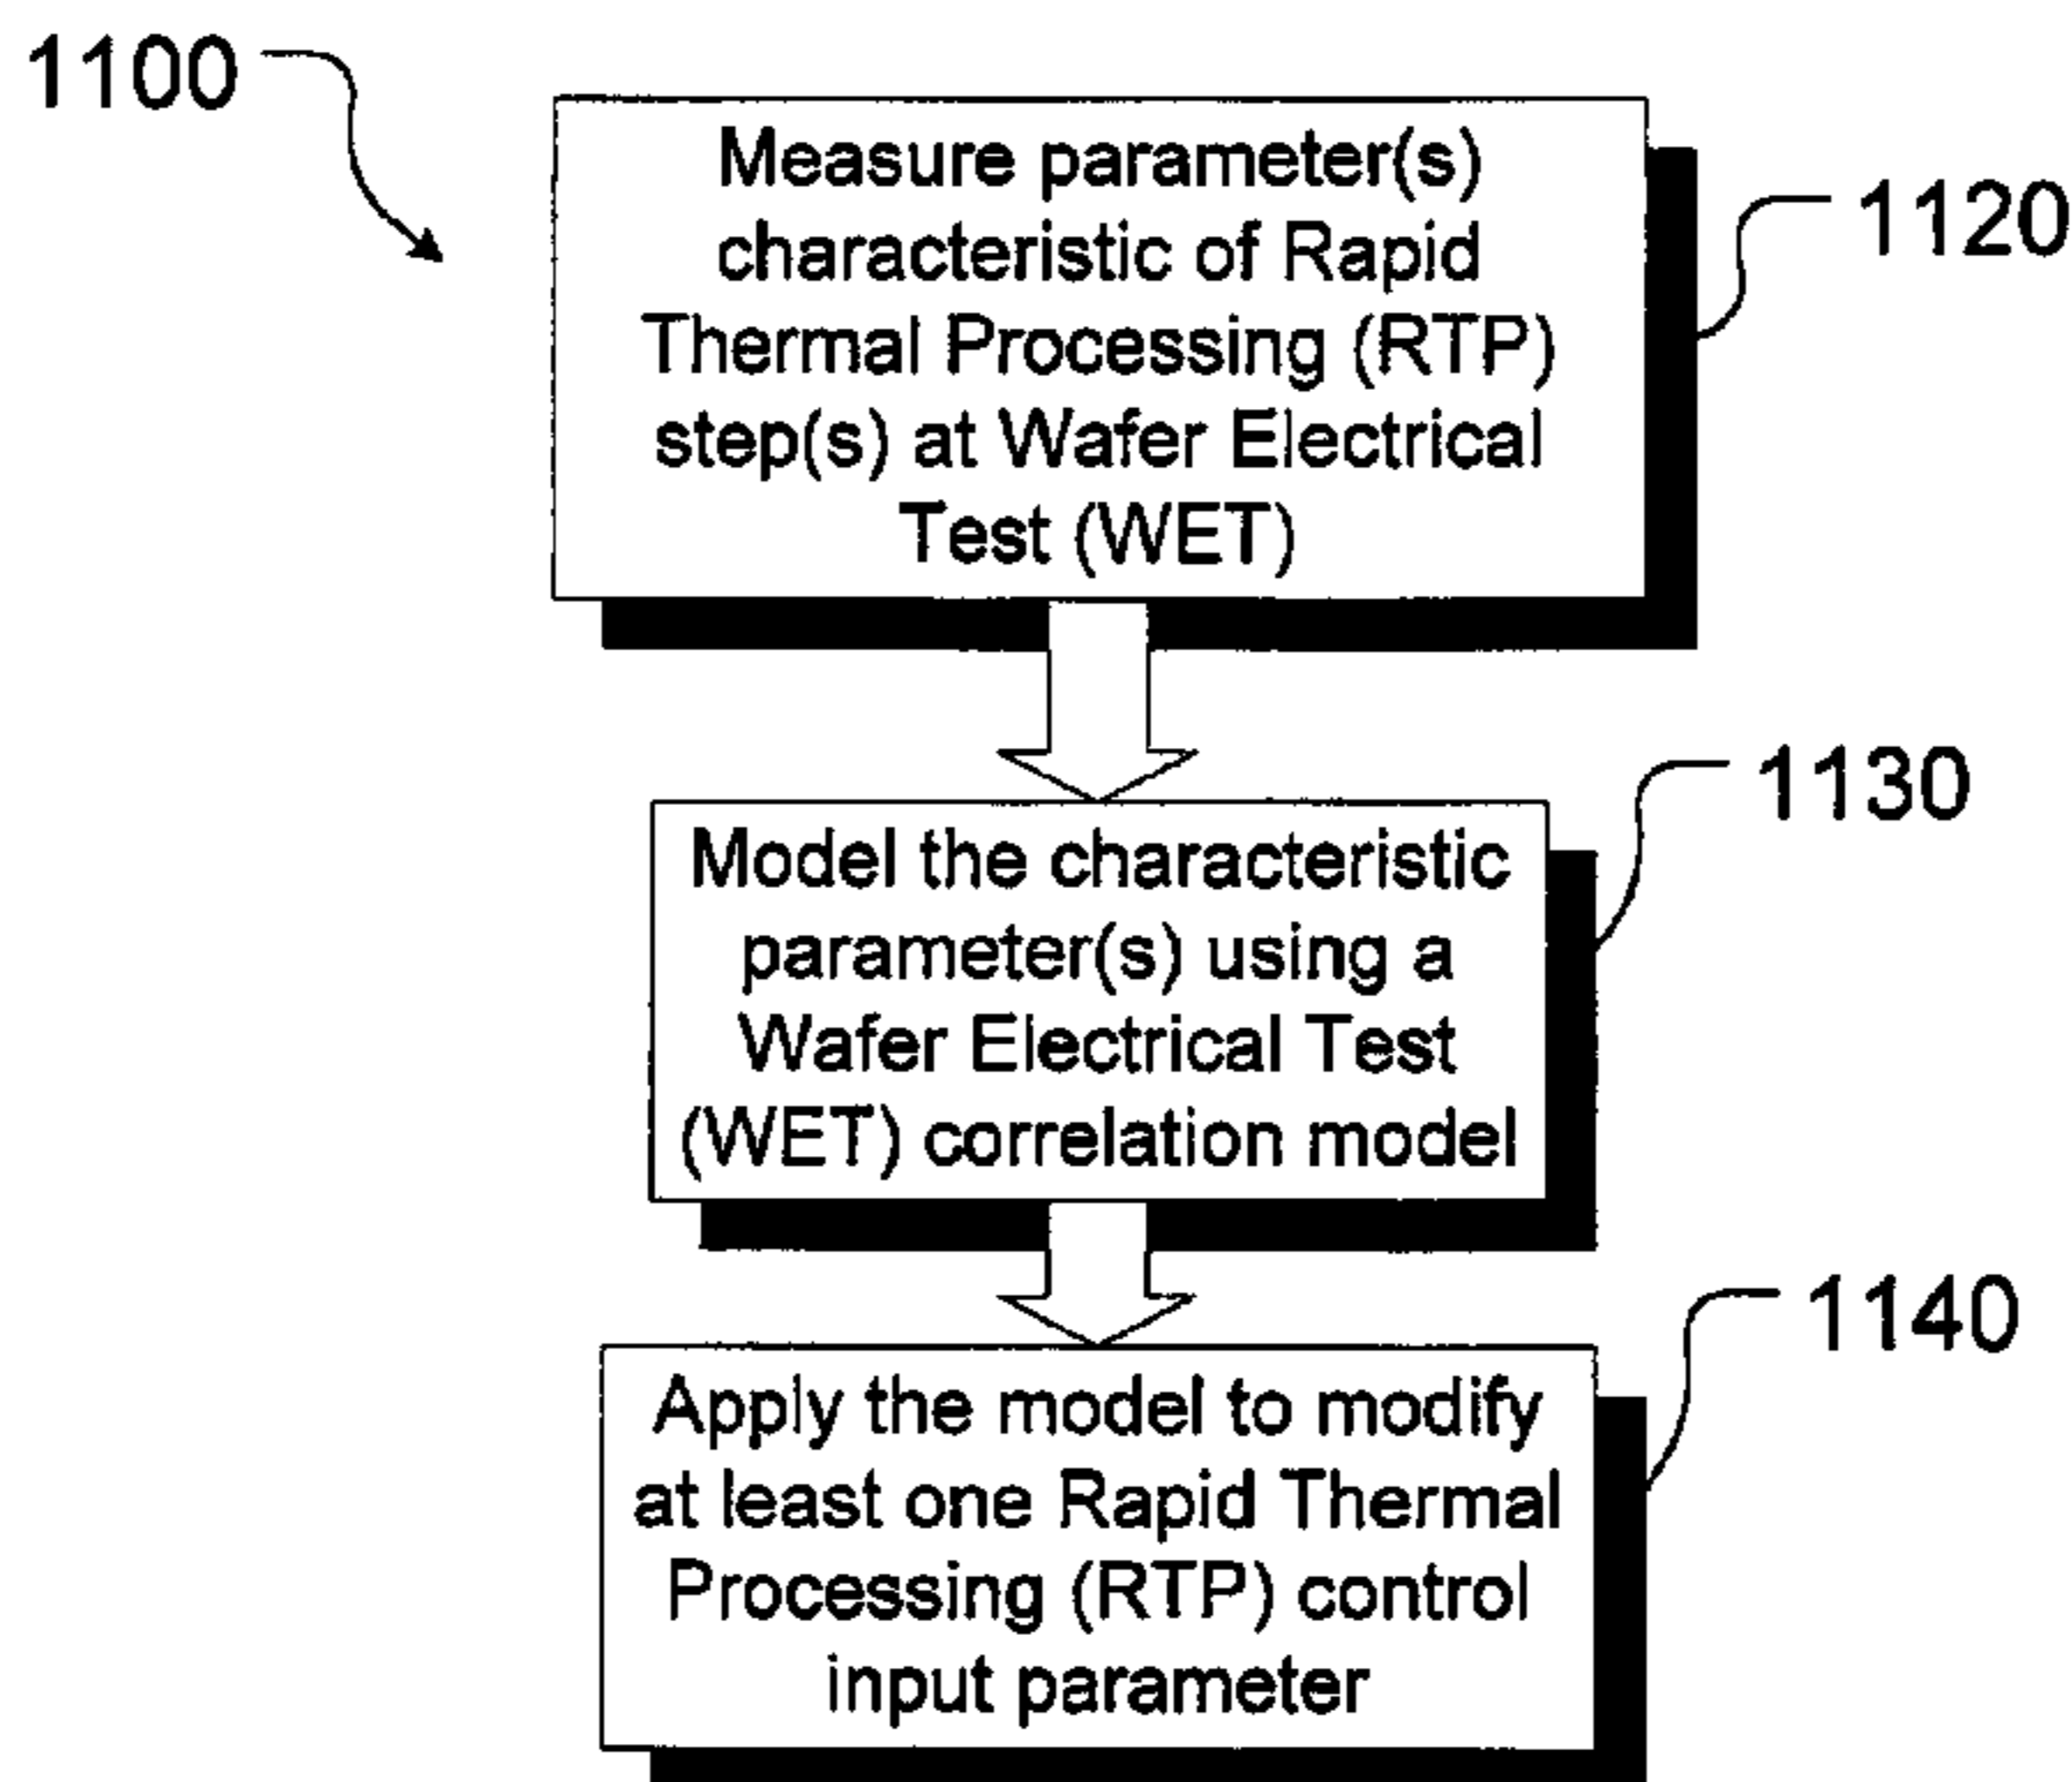 1100
Measure parameter(s)
characteristic of Rapid
Thermal Processing (RTP)
step(s) at Wafer Electrical
Test (WET)
1120
Model the characteristic
parameter(s) using a
Wafer Electrical Test
(WET) correlation model
1130
Apply the model to modify
at least one Rapid Thermal
Processing (RTP) control
input parameter
1140